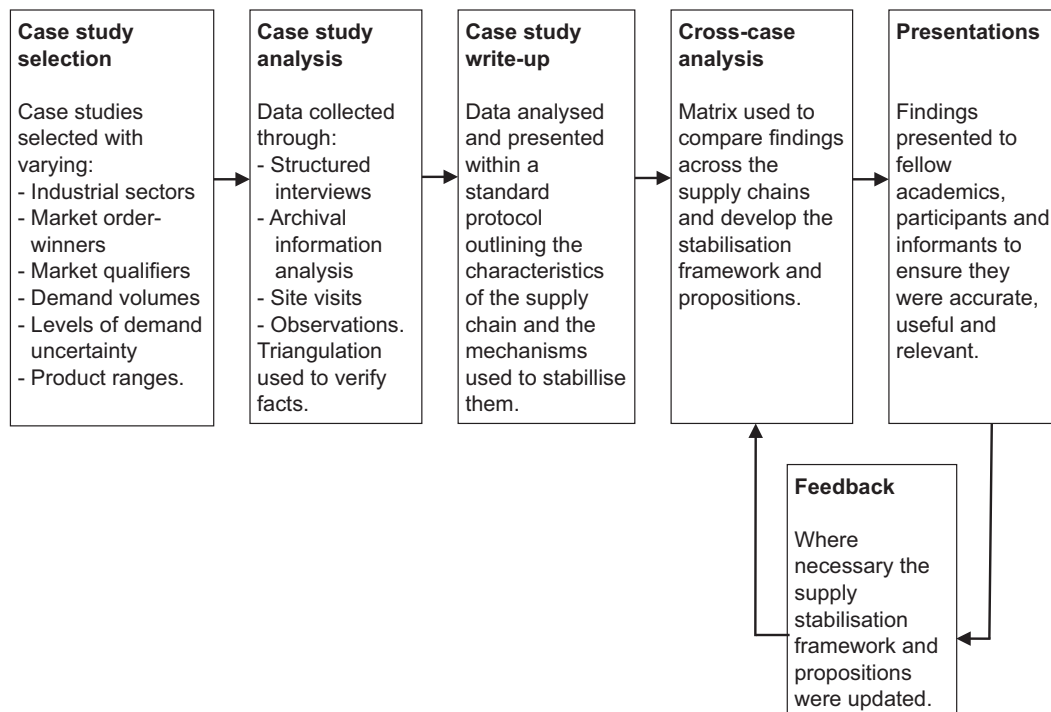 Case study
selection
Case studies
selected with
varying:
- Industrial sectors
- Market order-
winners
- Market qualifiers
- Demand volumes
- Levels of demand
uncertainty
- Product ranges.
Case study
analysis
Data collected
through:
- Structured
interviews
- Archival
information
analysis
- Site visits
- Observations.
Triangulation
used to verify
facts.
Case study
write-up
Data analysed
and presented
within a
standard
protocol
outlining the
characteristics
of the supply
chain and the
mechanisms
used to stabillise
them.
Cross-case
analysis
Matrix used to
compare findings
across the
supply chains
and develop the
stabilisation
framework and
propositions.
Presentations
Findings
presented to
fellow
academics,
participants and
informants to
ensure they
were accurate,
useful and
relevant.
Feedback
Where
necessary the
supply
stabilisation
framework and
propositions
were updated.